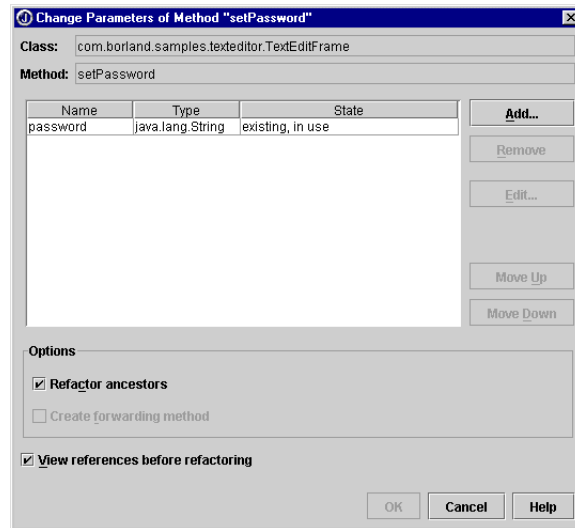 Change Parameters of Method "setPassword"
Class: com.borland.samples.texteditor.TextEditFrame
Method: setPassword
Name Type State
password java.lang.String existing, in use
Add...
Remove
Edit...
Move Up
Move Down
Options
Refactor ancestors
Create forwarding method
View references before refactoring
OK Cancel Help